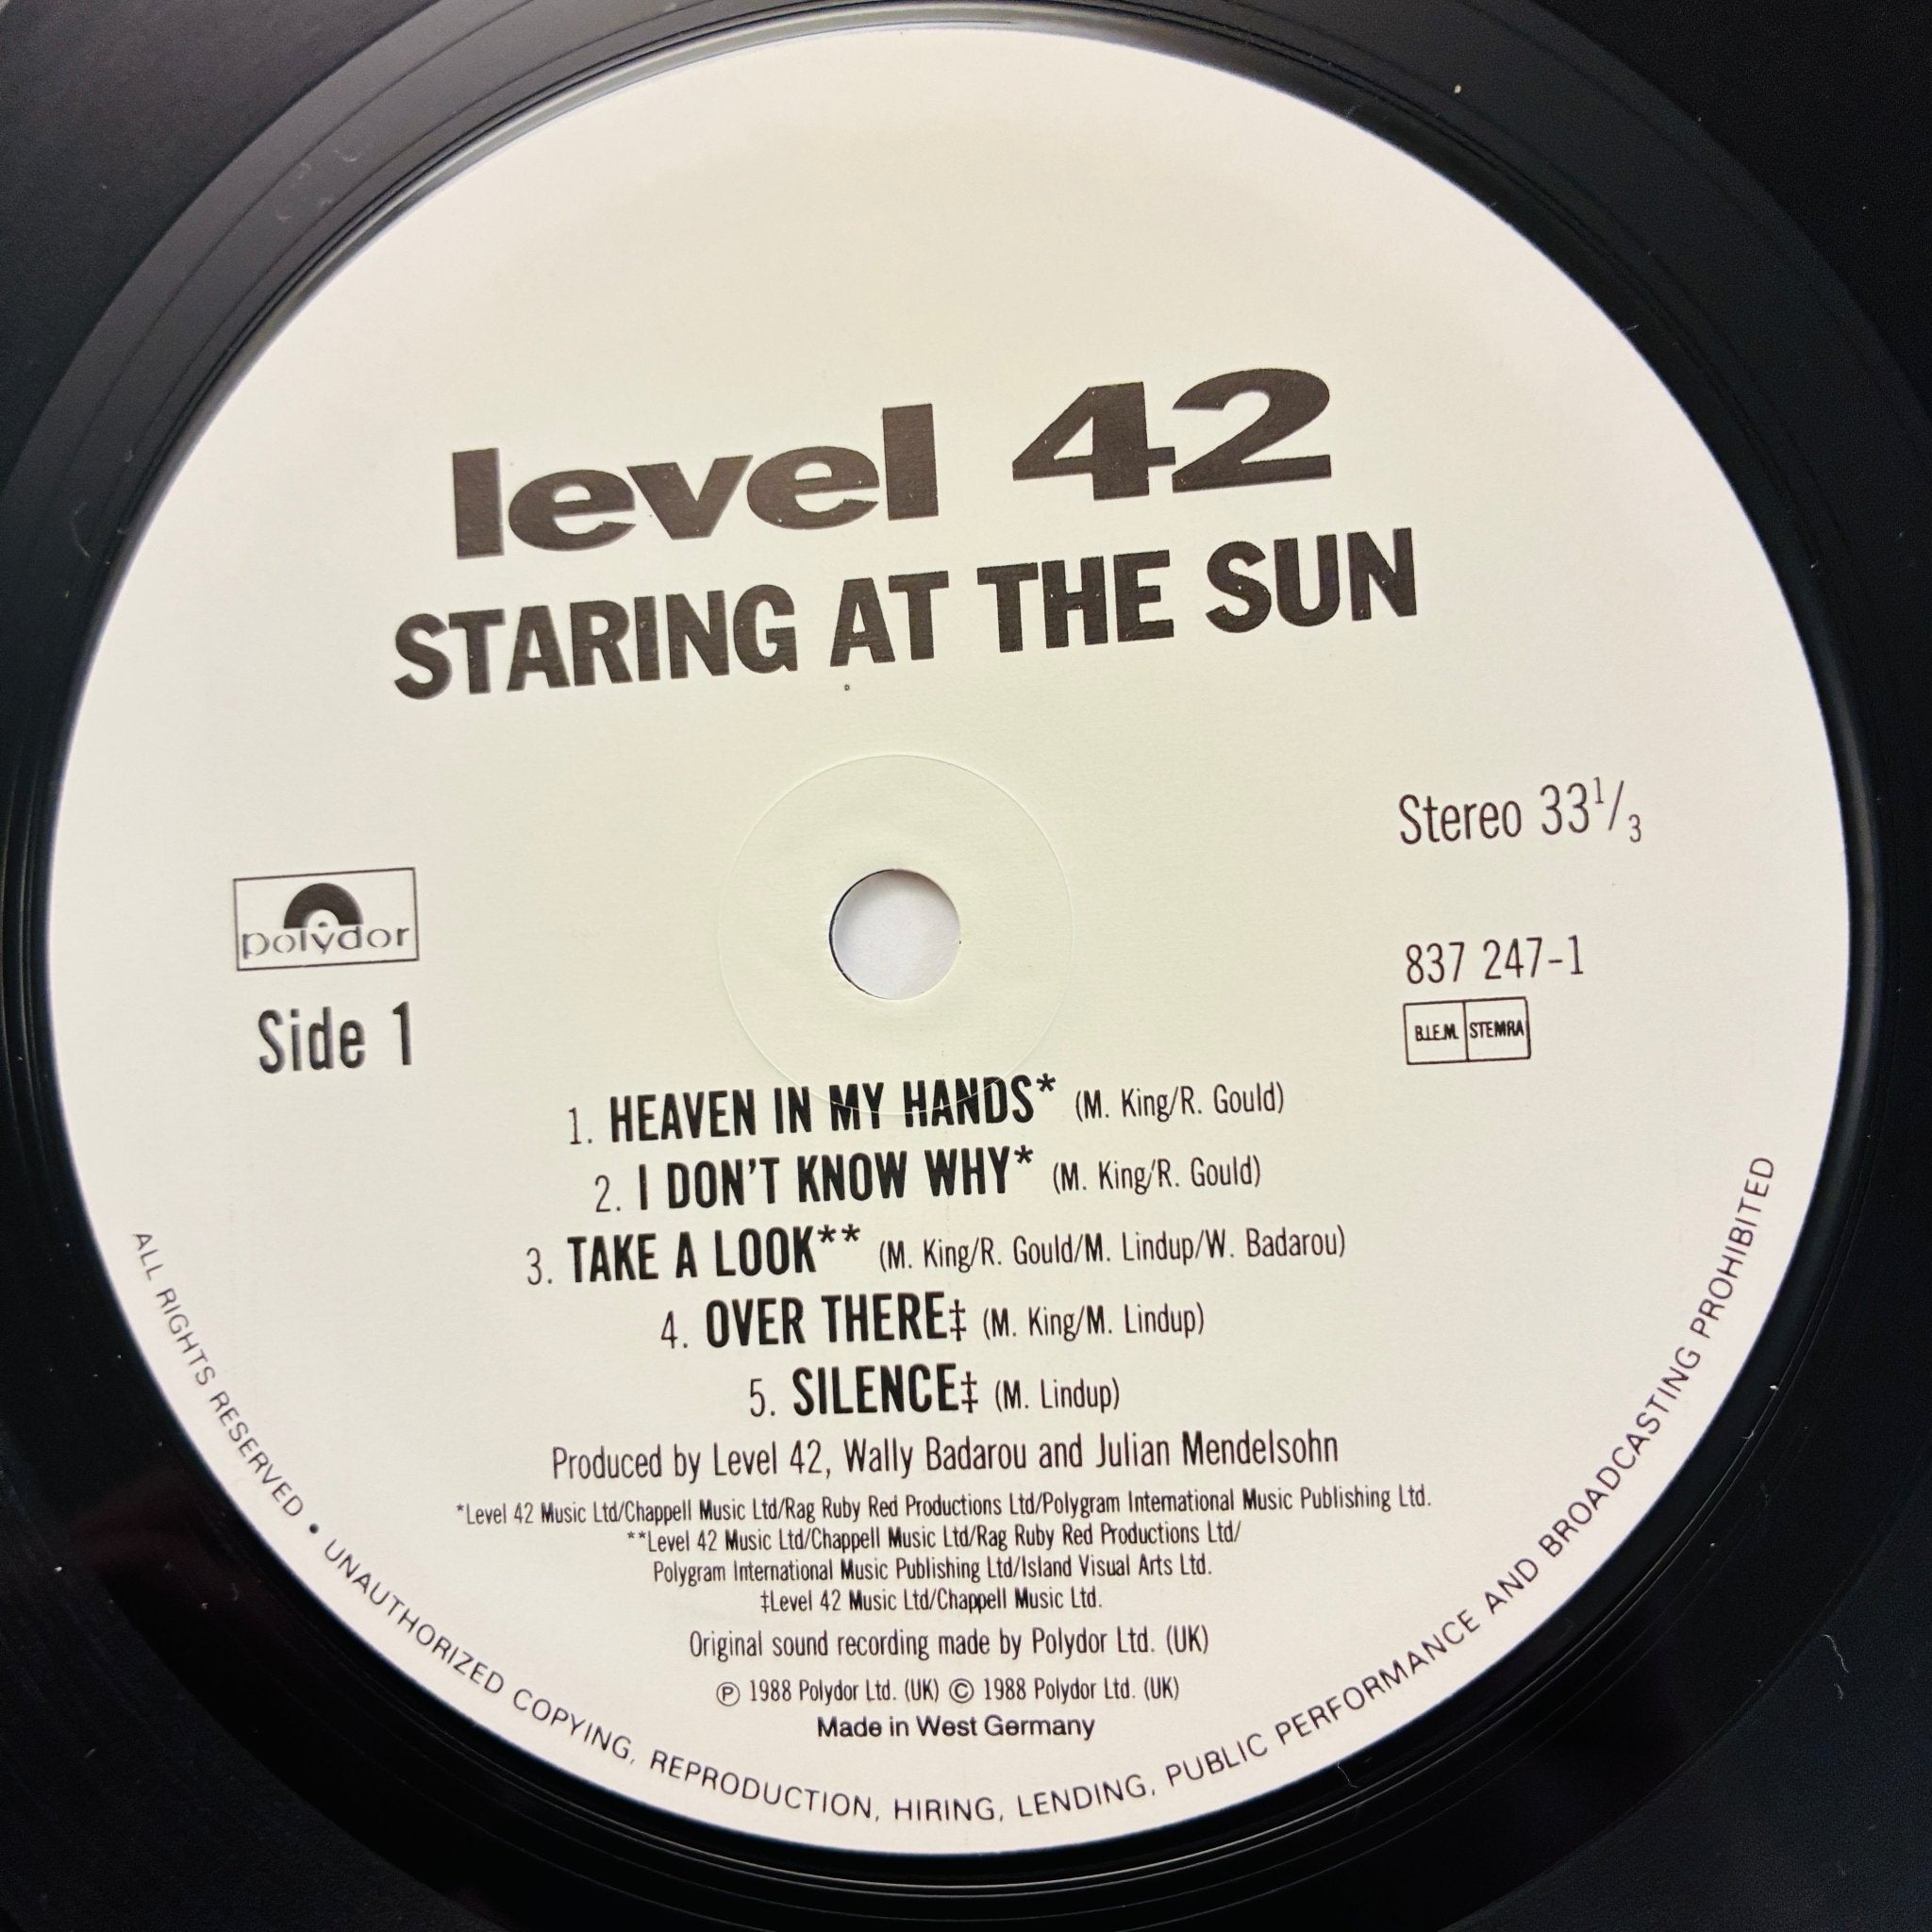 level 42
STARING AT THE SUN
Stereo 33 1/3
polydor
837 247-1
Side 1
B.I.E.M. STEMRA
1. HEAVEN IN MY HANDS* (M. King/R. Gould)
2. I DON'T KNOW WHY* (M. King/R. Gould)
3. TAKE A LOOK** (M. King/R. Gould/M. Lindup/W. Badarou)
4. OVER THERE‡ (M. King/M. Lindup)
5. SILENCE‡ (M. Lindup)
Produced by Level 42, Wally Badarou and Julian Mendelsohn
*Level 42 Music Ltd/Chappell Music Ltd/Rag Ruby Red Productions Ltd/Polygram International Music Publishing Ltd.
**Level 42 Music Ltd/Chappell Music Ltd/Rag Ruby Red Productions Ltd/
Polygram International Music Publishing Ltd/Island Visual Arts Ltd.
‡Level 42 Music Ltd/Chappell Music Ltd.
Original sound recording made by Polydor Ltd. (UK)
℗ 1988 Polydor Ltd. (UK) © 1988 Polydor Ltd. (UK)
Made in West Germany
ALL RIGHTS RESERVED • UNAUTHORIZED COPYING, REPRODUCTION, HIRING, LENDING, PUBLIC PERFORMANCE AND BROADCASTING PROHIBITED